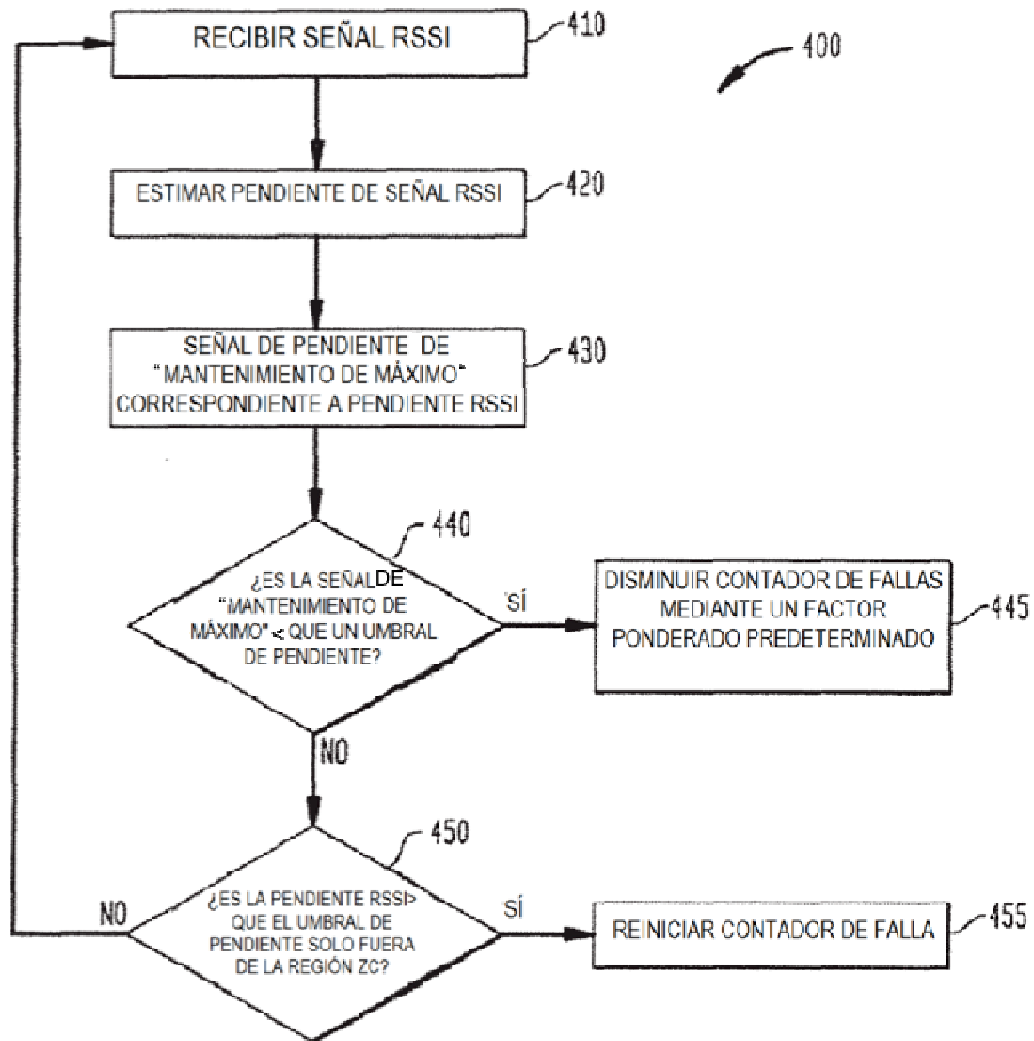 RECIBIR SEÑAL RSSI
410
400
ESTIMAR PENDIENTE DE SEÑAL RSSI
420
SEÑAL DE PENDIENTE DE
"MANTENIMIENTO DE MÁXIMO"
CORRESPONDIENTE A PENDIENTE RSSI
430
440
¿ES LA SEÑALDE
"MANTENIMIENTO DE
MÁXIMO" < QUE UN UMBRAL
DE PENDIENTE?
SÍ
DISMINUIR CONTADOR DE FALLAS
MEDIANTE UN FACTOR
PONDERADO PREDETERMINADO
445
NO
450
¿ES LA PENDIENTE RSSI>
QUE EL UMBRAL DE
PENDIENTE SOLO FUERA
DE LA REGIÓN ZC?
NO
SÍ
REINICIAR CONTADOR DE FALLA
455